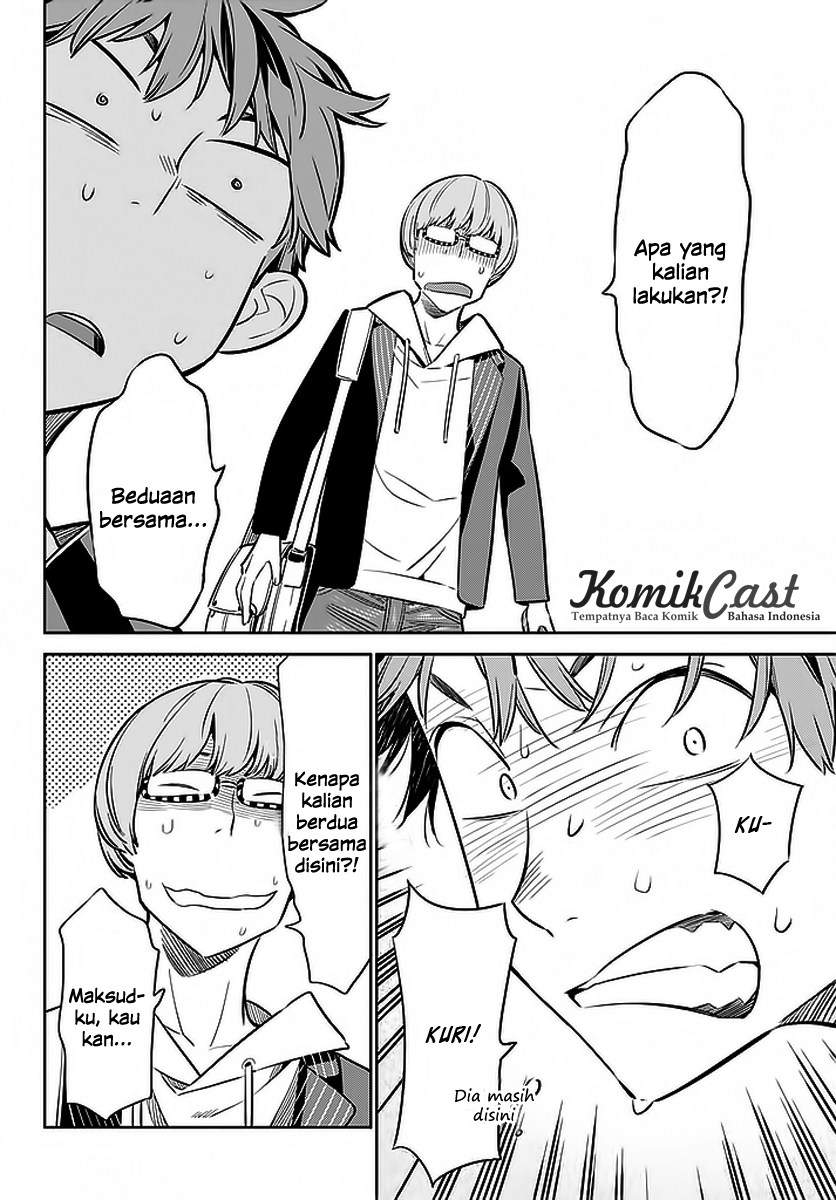 Apa yang
kalian
lakukan?!
Beduaan
bersama...
KomikCast
Tempatnya Baca Komik Bahasa Indonesia
KU-
KURI!
Dia masih
disini
Kenapa
kalian
berdua
bersama
disini?!
Maksud-
ku, kau
kan...